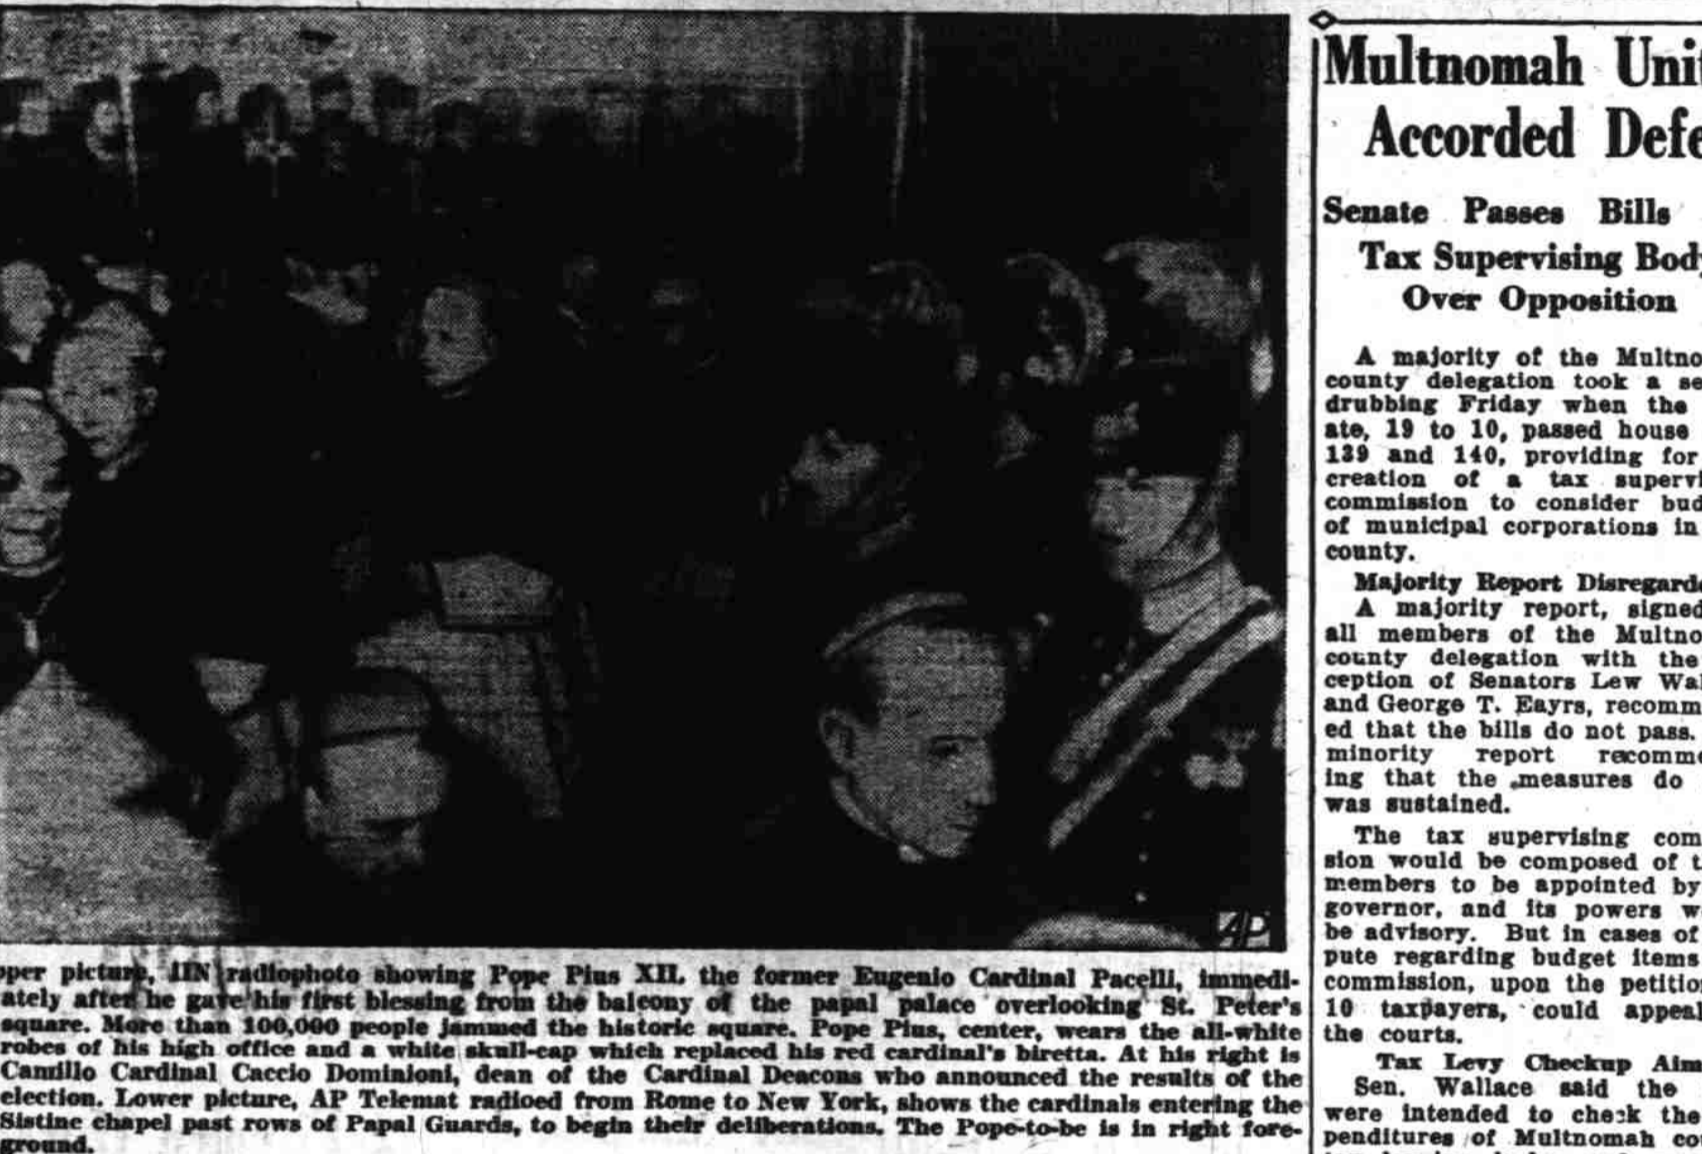 AP
pper picture, IIN radiophoto showing Pope Pius XII, the former Eugenio Cardinal Pacelli, immedi-
ately after he gave his first blessing from the balcony of the papal palace overlooking St. Peter's
square. More than 100,000 people jammed the historic square. Pope Pius, center, wears the all-white
robes of his high office and a white skull-cap which replaced his red cardinal's biretta. At his right is
Camillo Cardinal Caccio Dominioni, dean of the Cardinal Deacons who announced the results of the
election. Lower picture, AP Telemat radioed from Rome to New York, shows the cardinals entering the
Sistine chapel past rows of Papal Guards, to begin their deliberations. The Pope-to-be is in right fore-
ground.
Multnomah Unit
Accorded Defe
Senate Passes Bills
Tax Supervising Body
Over Opposition
A majority of the Multno
county delegation took a se
drubbing Friday when the
ate, 19 to 10, passed house
139 and 140, providing for
creation of a tax supervi
commission to consider bud
of municipal corporations in
county.
Majority Report Disregarde
A majority report, signed
all members of the Multno
county delegation with the
ception of Senators Lew Wal
and George T. Eayrs, recomm
ed that the bills do not pass.
minority report recomme
ing that the measures do
was sustained.
The tax supervising com
sion would be composed of t
members to be appointed by
governor, and its powers w
be advisory. But in cases of
pute regarding budget items
commission, upon the petition
10 taxpayers, could appeal
the courts.
Tax Levy Checkup Aim
Sen. Wallace said the
were intended to check the
penditures of Multnomah cou